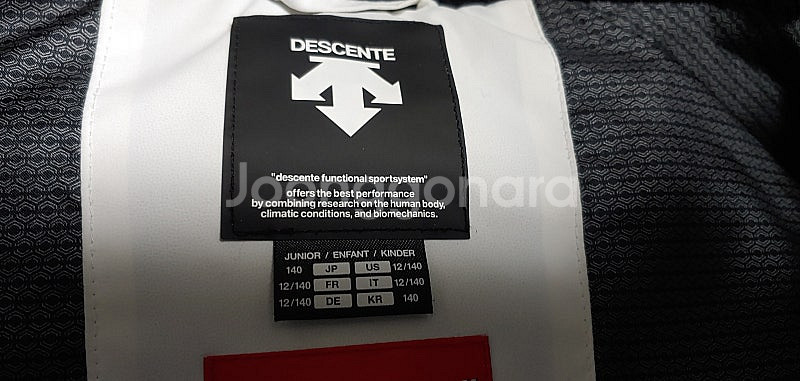 DESCENTE
"descente functional sportsystem"
offers the best performance
by combining research on the human body,
climatic conditions, and biomechanics.
Joonggonara
JUNIOR / ENFANT / KINDER
140 JP US 12/140
12/140 FR IT 12/140
12/140 DE KR 140